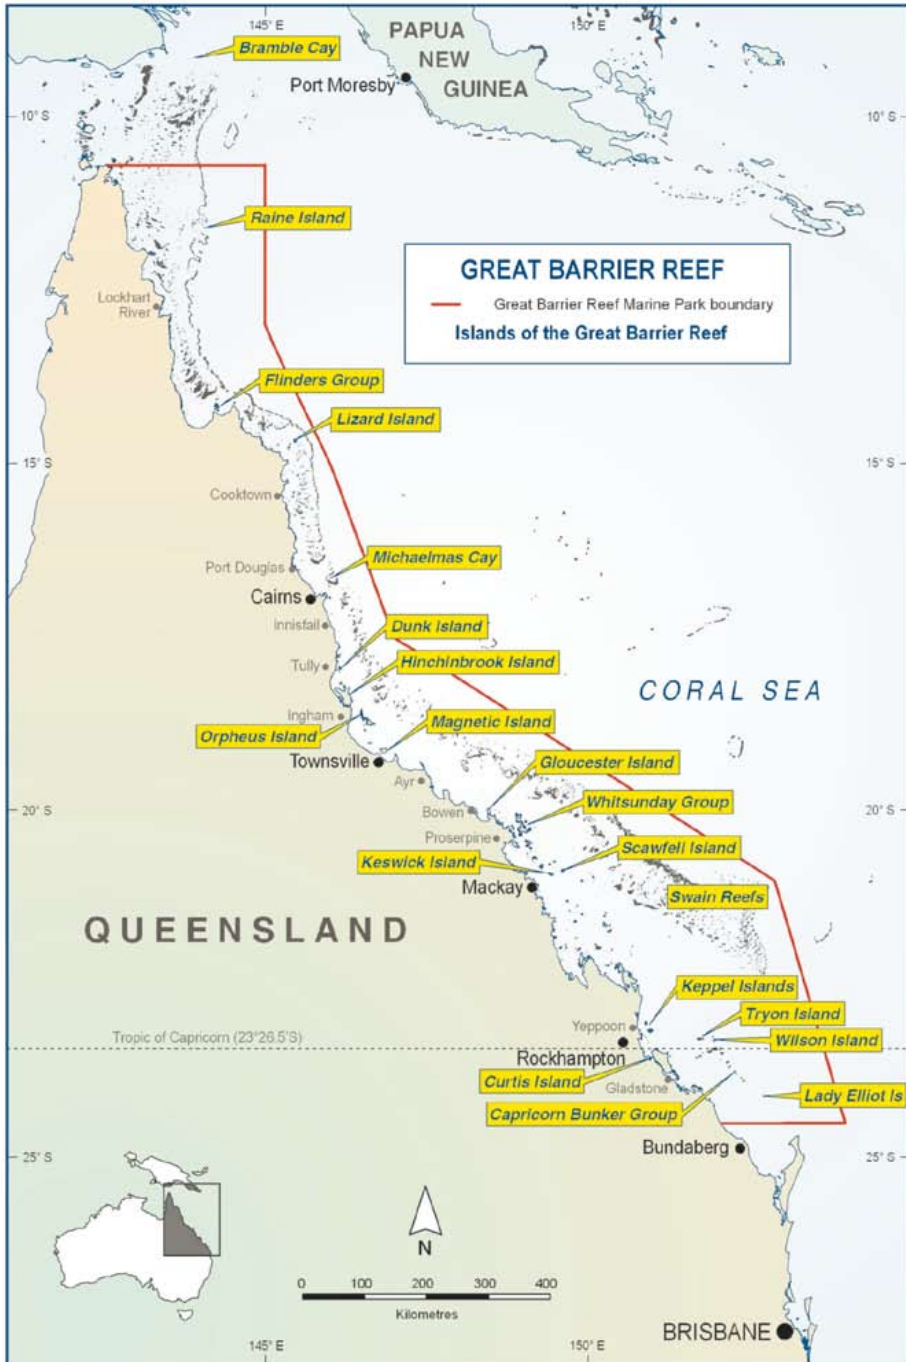 145° E
150° E
Bramble Cay
PAPUA
NEW
GUINEA
Port Moresby
10° S
10° S
Raine Island
GREAT BARRIER REEF
Great Barrier Reef Marine Park boundary
Islands of the Great Barrier Reef
Lockhart
River
Flinders Group
Lizard Island
15° S
15° S
Cooktown
Michaelmas Cay
Port Douglas
Cairns
Innisfail
Dunk Island
Tully
Hinchinbrook Island
CORAL SEA
Ingham
Orpheus Island
Magnetic Island
Townsville
Gloucester Island
Ayr
Whitsunday Group
20° S
Bowen
20° S
Proserpine
Scawfell Island
Keswick Island
Mackay
Swain Reefs
QUEENSLAND
Keppel Islands
Tryon Island
Yeppoon
Tropic of Capricorn (23°26.5'S)
Wilson Island
Rockhampton
Curtis Island
Gladstone
Lady Elliot Is
Capricorn Bunker Group
Bundaberg
25° S
25° S
N
0 100 200 300 400
Kilometres
BRISBANE
145° E
150° E